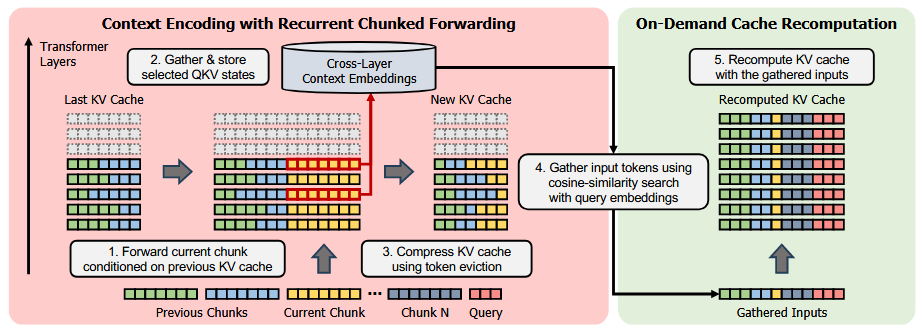 Context Encoding with Recurrent Chunked Forwarding
On-Demand Cache Recomputation
Transformer
Layers
2. Gather & store
selected QKV states
Cross-Layer
Context Embeddings
5. Recompute KV cache
with the gathered inputs
Last KV Cache
New KV Cache
Recomputed KV Cache
4. Gather input tokens using
cosine-similarity search
with query embeddings
1. Forward current chunk
conditioned on previous KV cache
3. Compress KV cache
using token eviction
...
Previous Chunks
Current Chunk
Chunk N
Query
Gathered Inputs